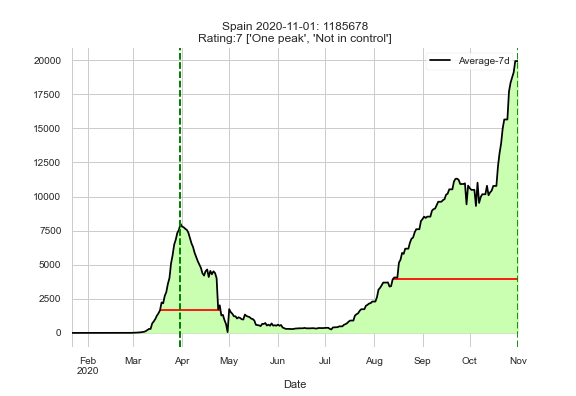 Spain 2020-11-01: 1185678
Rating:7 ['One peak', 'Not in control']
Average-7d
20000
17500
15000
12500
10000
7500
5000
2500
0
Feb Mar Apr May Jun Jul Aug Sep Oct Nov
2020
Date